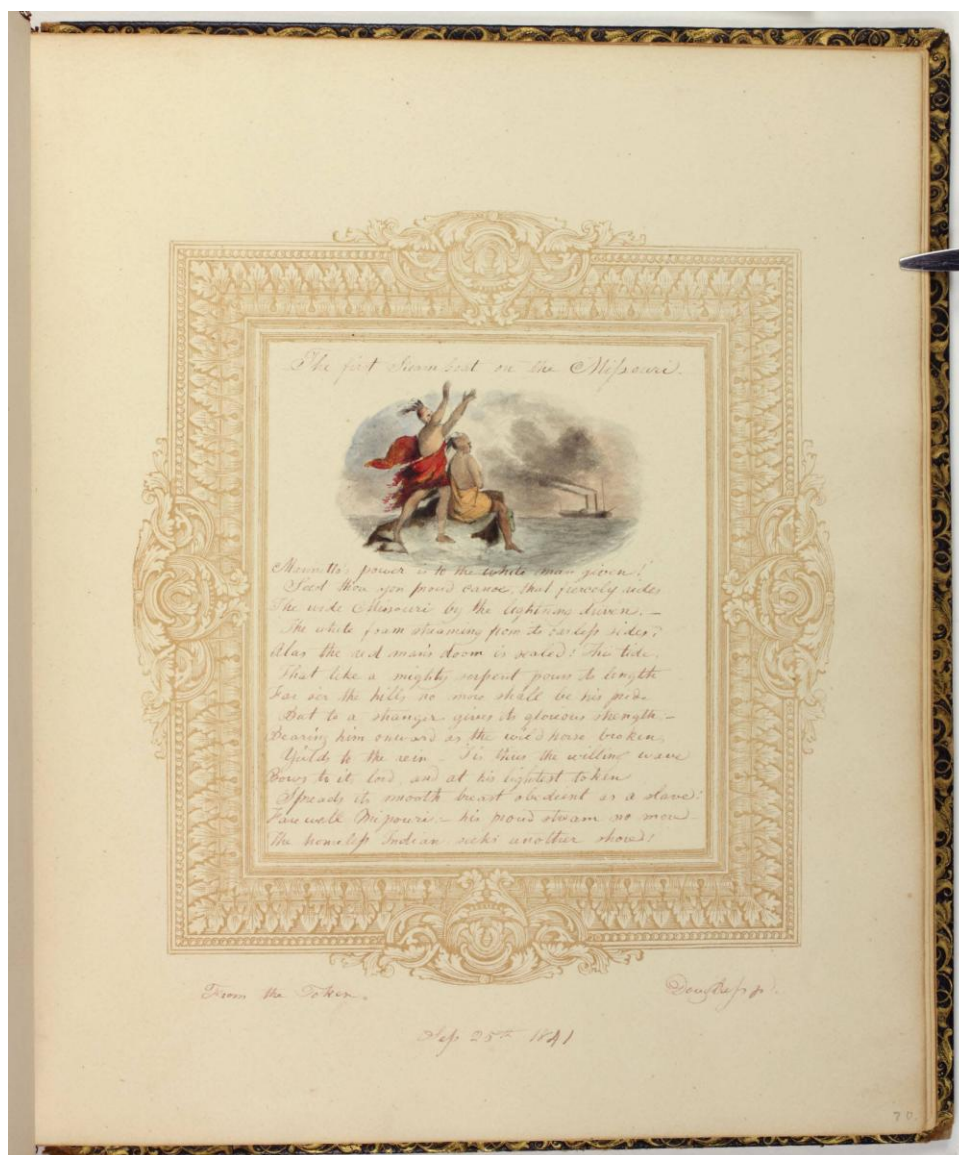 The first Steam boat on the Missouri.
Mannitto's power is to the white man given!
Seest thou yon proud canoe, that fiercely rides
The wide Missouri by the lightning driven. —
The white foam streaming from its careless sides?
Alas the red man's doom is sealed! The tide,
That like a mighty serpent pours its length
Far o'er the hills, no more shall be his pride
But to a stranger gives its glorious strength. —
Bearing him onward as the wild horse broken,
Yields to the rein — Tis thus the willing wave
Bows to its lord, and at his lightest token
Spreads its smooth breast obedient as a slave!
Farewell Missouri — his proud stream no more
The homeless Indian seeks another shore!
From the Token.
25th 1841
70